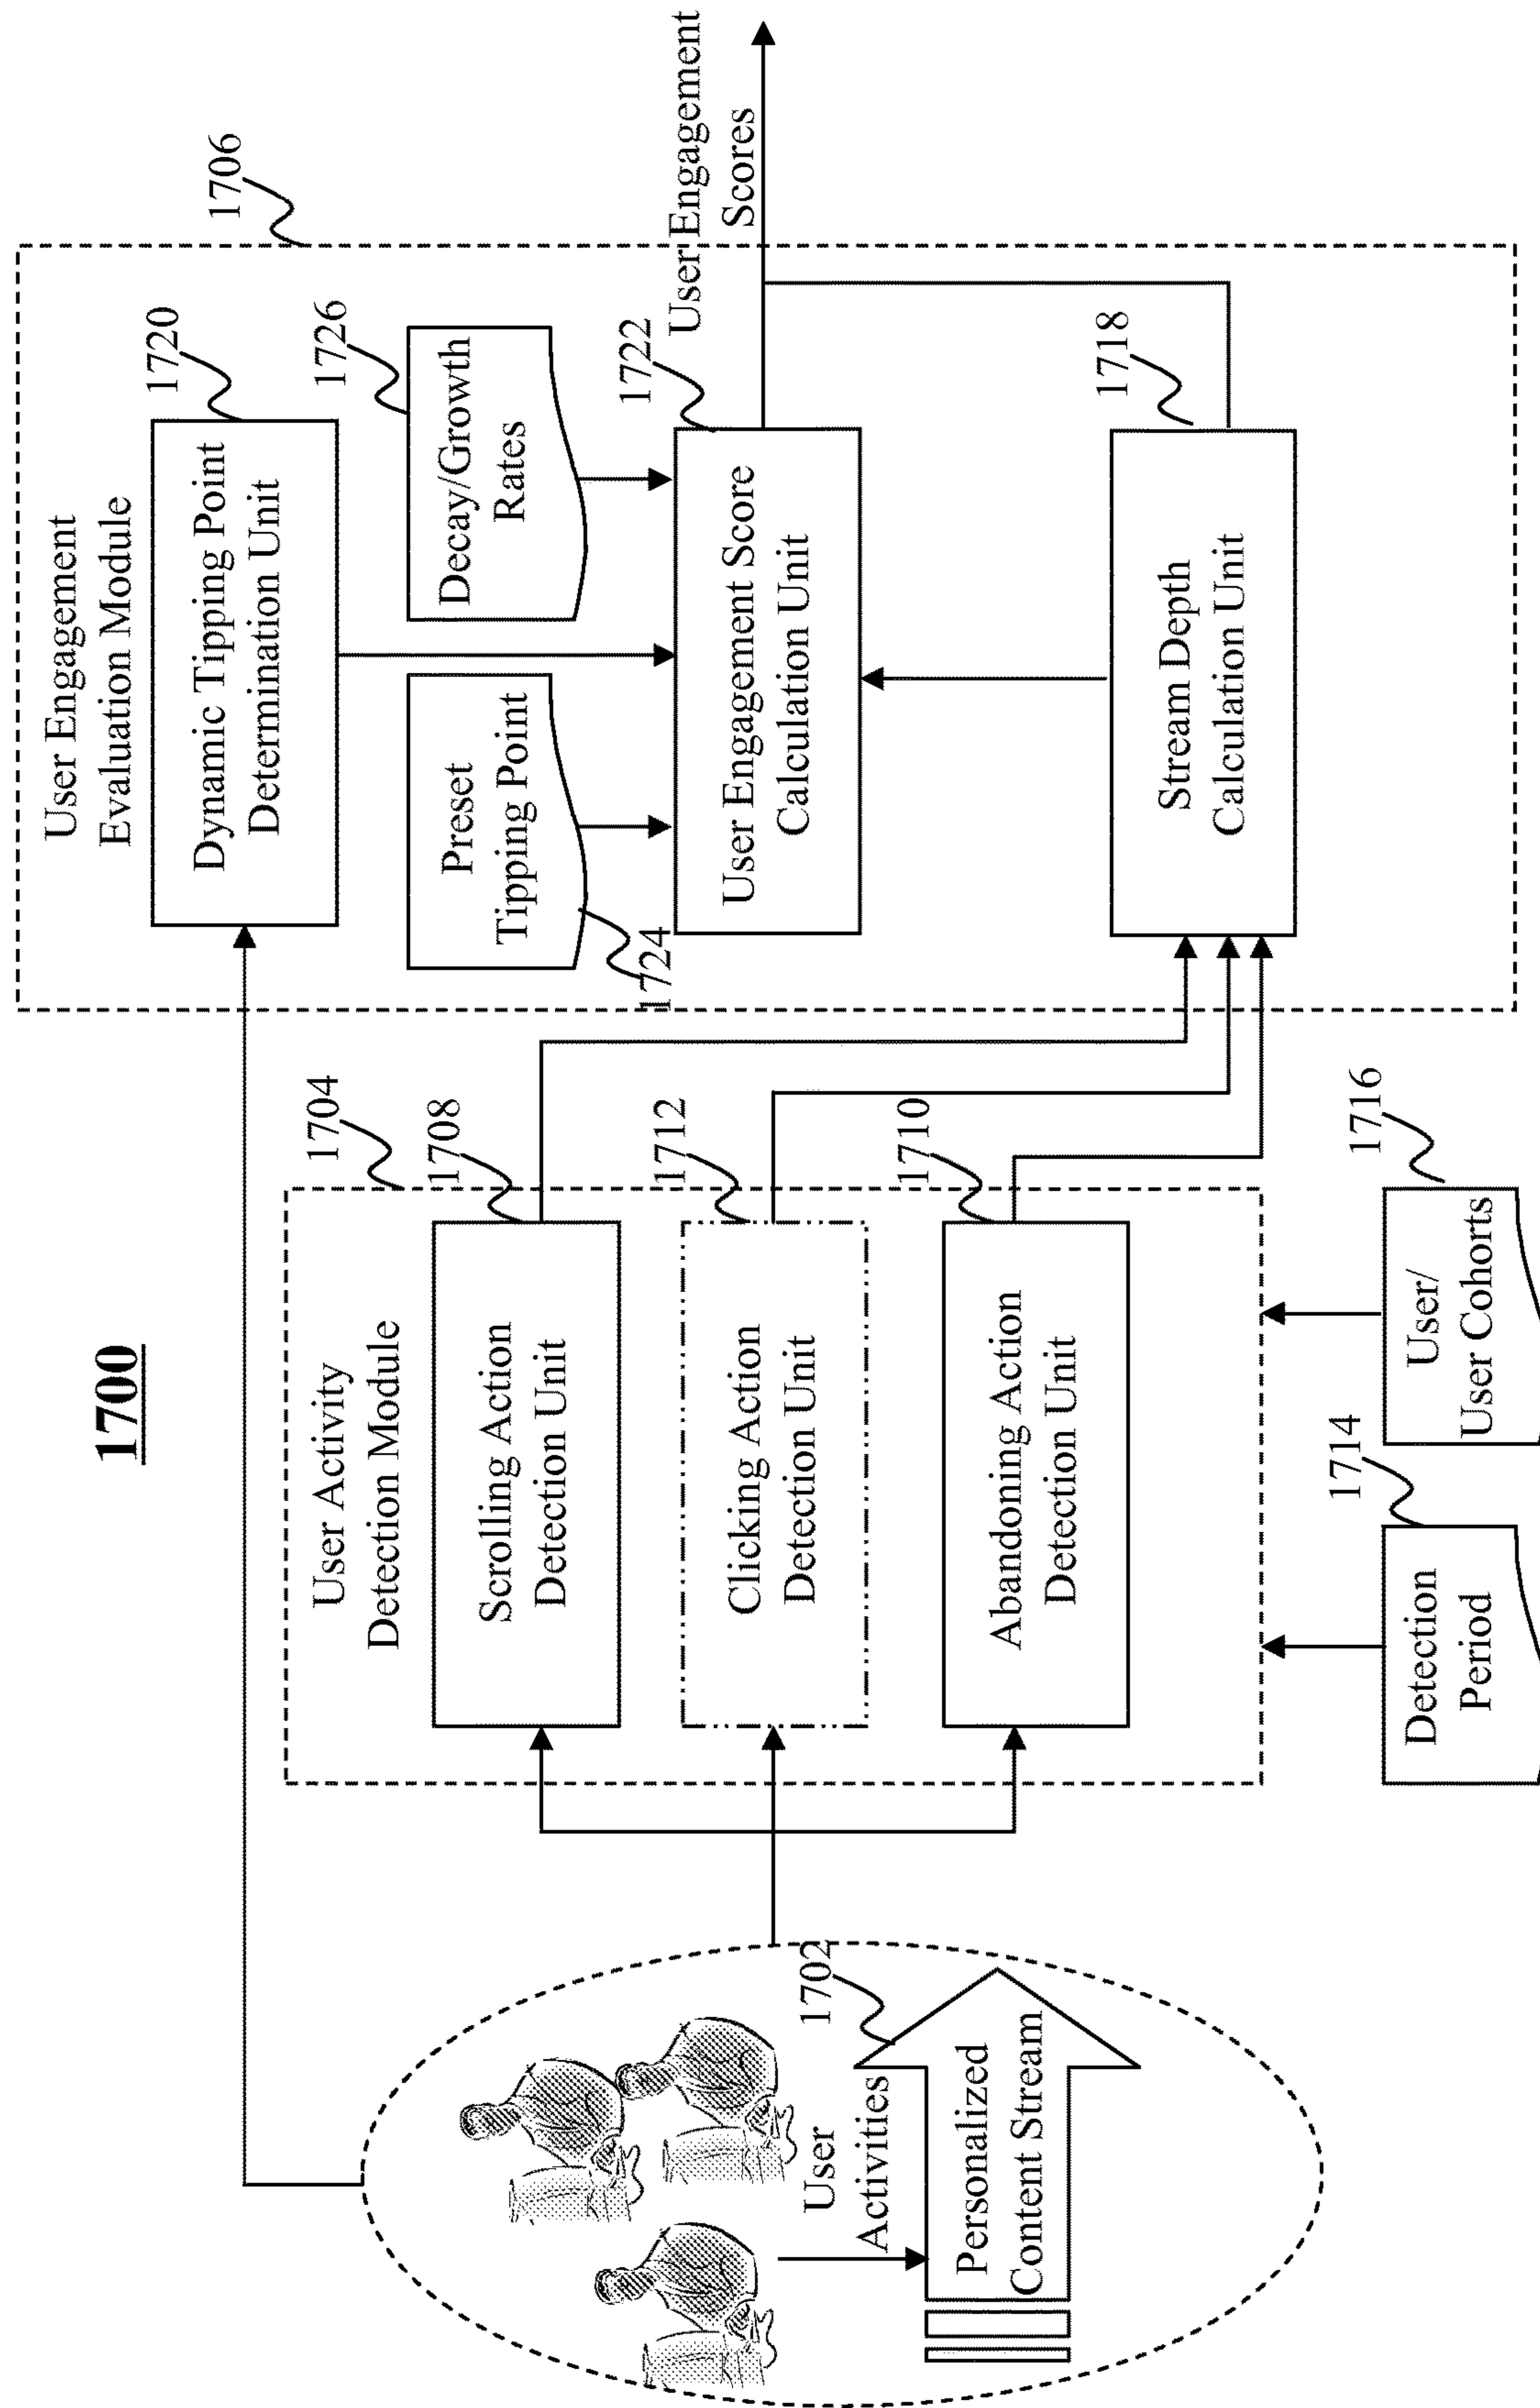 1700
User Activities
1702
Personalized
Content Stream
1704
User Activity
Detection Module
1708
Scrolling Action
Detection Unit
1712
Clicking Action
Detection Unit
1710
Abandoning Action
Detection Unit
1714
Detection
Period
1716
User/
User Cohorts
1706
User Engagement
Evaluation Module
1720
Dynamic Tipping Point
Determination Unit
1724
Preset
Tipping Point
1726
Decay/Growth
Rates
1722
User Engagement Score
Calculation Unit
1718
Stream Depth
Calculation Unit
User Engagement
Scores